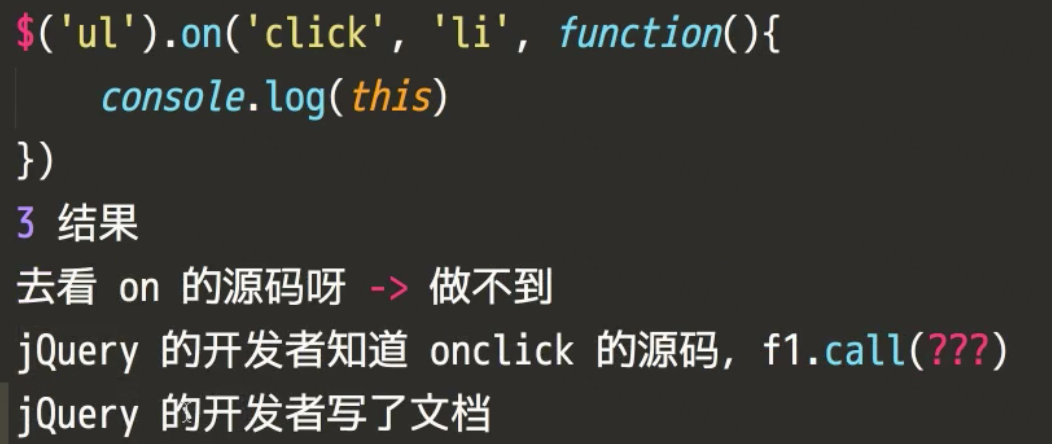 $('ul').on('click', 'li', function(){
    console.log(this)
})
3 结果
去看 on 的源码呀 -> 做不到
jQuery 的开发者知道 onclick 的源码, f1.call(???)
jQuery 的开发者写了文档